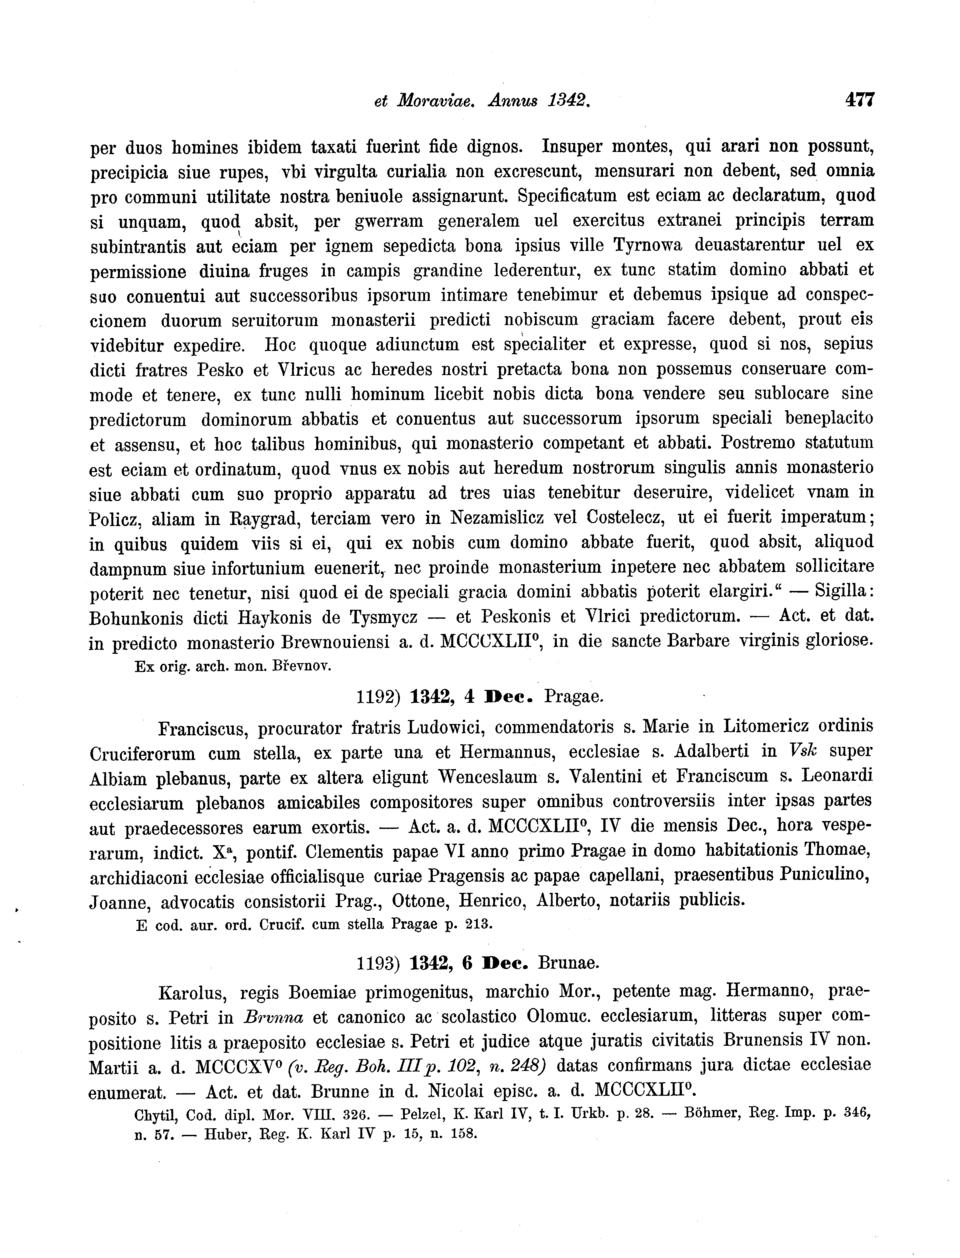 et Moraviae. Annus 1342. 477
per duos homines ibidem taxati fuerint fide dignos. Insuper montes, qui arari non possunt,
precipicia siue rupes, vbi virgulta curialia non excrescunt, mensurari non debent, sed omnia
pro communi utilitate nostra beniuole assignarunt. Specificatum est eciam ac declaratum, quod
si unquam, quod absit, per gwerram generalem uel exercitus extranei principis terram
subintrantis aut eciam per ignem sepedicta bona ipsius ville Tyrnowa deuastarentur uel ex
permissione diuina fruges in campis grandine lederentur, ex tunc statim domino abbati et
suo conuentui aut successoribus ipsorum intimare tenebimur et debemus ipsique ad conspec-
cionem duorum seruitorum monasterii predicti nobiscum graciam facere debent, prout eis
videbitur expedire. Hoc quoque adiunctum est specialiter et expresse, quod si nos, sepius
dicti fratres Pesko et Vlricus ac heredes nostri pretacta bona non possemus conseruare com-
mode et tenere, ex tunc nulli hominum licebit nobis dicta bona vendere seu sublocare sine
predictorum dominorum abbatis et conuentus aut successorum ipsorum speciali beneplacito
et assensu, et hoc talibus hominibus, qui monasterio competant et abbati. Postremo statutum
est eciam et ordinatum, quod vnus ex nobis aut heredum nostrorum singulis annis monasterio
siue abbati cum suo proprio apparatu ad tres uias tenebitur deseruire, videlicet vnam in
Policz, aliam in Raygrad, terciam vero in Nezamislicz vel Costelecz, ut ei fuerit imperatum;
in quibus quidem viis si ei, qui ex nobis cum domino abbate fuerit, quod absit, aliquod
dampnum siue infortunium euenerit, nec proinde monasterium inpetere nec abbatem sollicitare
poterit nec tenetur, nisi quod ei de speciali gracia domini abbatis poterit elargiri.“ — Sigilla:
Bohunkonis dicti Haykonis de Tysmycz — et Peskonis et Vlrici predictorum. — Act. et dat.
in predicto monasterio Brewnouiensi a. d. MCCCXLII⁰, in die sancte Barbare virginis gloriose.
Ex orig. arch. mon. Břevnov.
1192) 1342, 4 Dec. Pragae.
Franciscus, procurator fratris Ludowici, commendatoris s. Marie in Litomericz ordinis
Cruciferorum cum stella, ex parte una et Hermannus, ecclesiae s. Adalberti in Vsk super
Albiam plebanus, parte ex altera eligunt Wenceslaum s. Valentini et Franciscum s. Leonardi
ecclesiarum plebanos amicabiles compositores super omnibus controversiis inter ipsas partes
aut praedecessores earum exortis. — Act. a. d. MCCCXLII⁰, IV die mensis Dec., hora vespe-
rarum, indict. Xª, pontif. Clementis papae VI anno primo Pragae in domo habitationis Thomae,
archidiaconi ecclesiae officialisque curiae Pragensis ac papae capellani, praesentibus Puniculino,
Joanne, advocatis consistorii Prag., Ottone, Henrico, Alberto, notariis publicis.
E cod. aur. ord. Crucif. cum stella Pragae p. 213.
1193) 1342, 6 Dec. Brunae.
Karolus, regis Boemiae primogenitus, marchio Mor., petente mag. Hermanno, prae-
posito s. Petri in Brvnna et canonico ac scolastico Olomuc. ecclesiarum, litteras super com-
positione litis a praeposito ecclesiae s. Petri et judice atque juratis civitatis Brunensis IV non.
Martii a. d. MCCCXV⁰ (v. Reg. Boh. III p. 102, n. 248) datas confirmans jura dictae ecclesiae
enumerat. — Act. et dat. Brunne in d. Nicolai episc. a. d. MCCCXLII⁰.
Chytil, Cod. dipl. Mor. VIII. 326. — Pelzel, K. Karl IV, t. I. Urkb. p. 28. — Böhmer, Reg. Imp. p. 346,
n. 57. — Huber, Reg. K. Karl IV p. 15, n. 158.